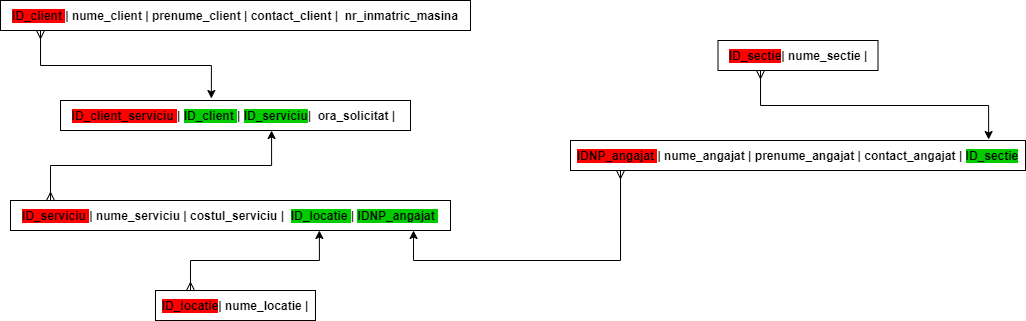 ID_client | nume_client | prenume_client | contact_client | nr_inmatric_masina
ID_sectie| nume_sectie |
ID_client_serviciu | ID_client | ID_serviciu | ora_solicitat |
IDNP_angajat | nume_angajat | prenume_angajat | contact_angajat | ID_sectie
ID_serviciu | nume_serviciu | costul_serviciu | ID_locatie | IDNP_angajat
ID_locatie| nume_locatie |